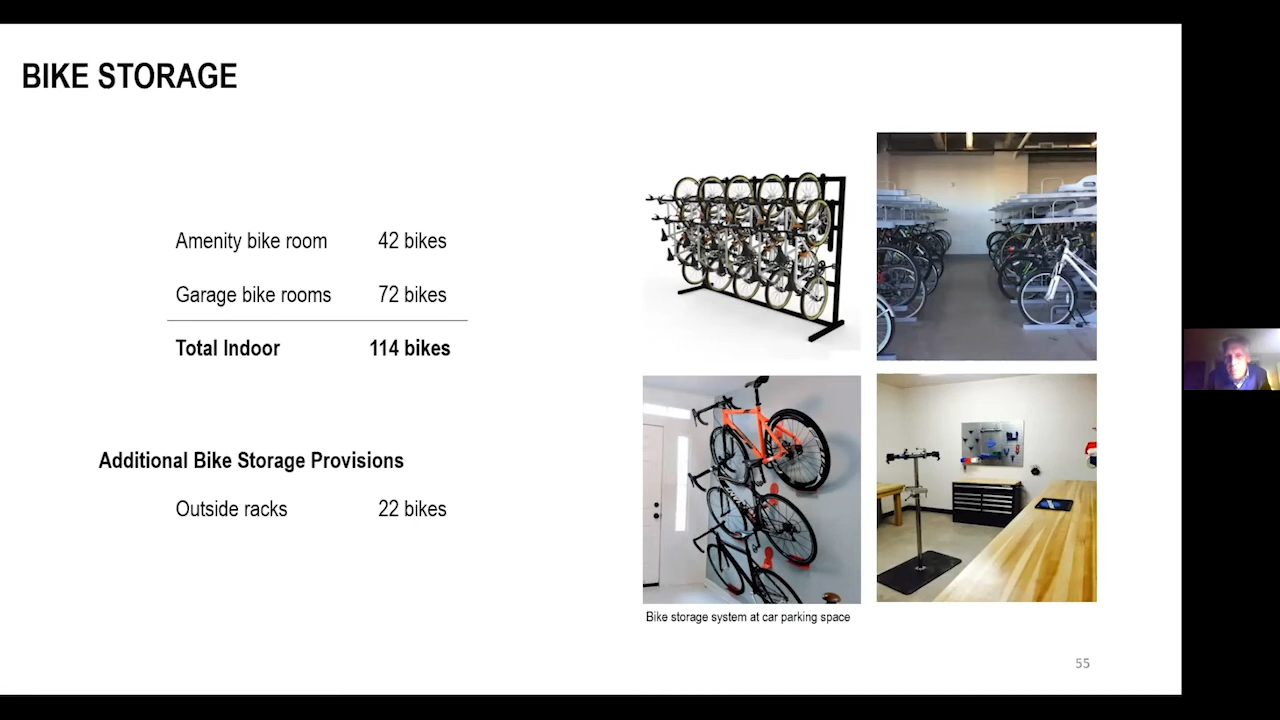 BIKE STORAGE
Amenity bike room 42 bikes
Garage bike rooms 72 bikes
Total Indoor 114 bikes
Additional Bike Storage Provisions
Outside racks 22 bikes
Bike storage system at car parking space
55